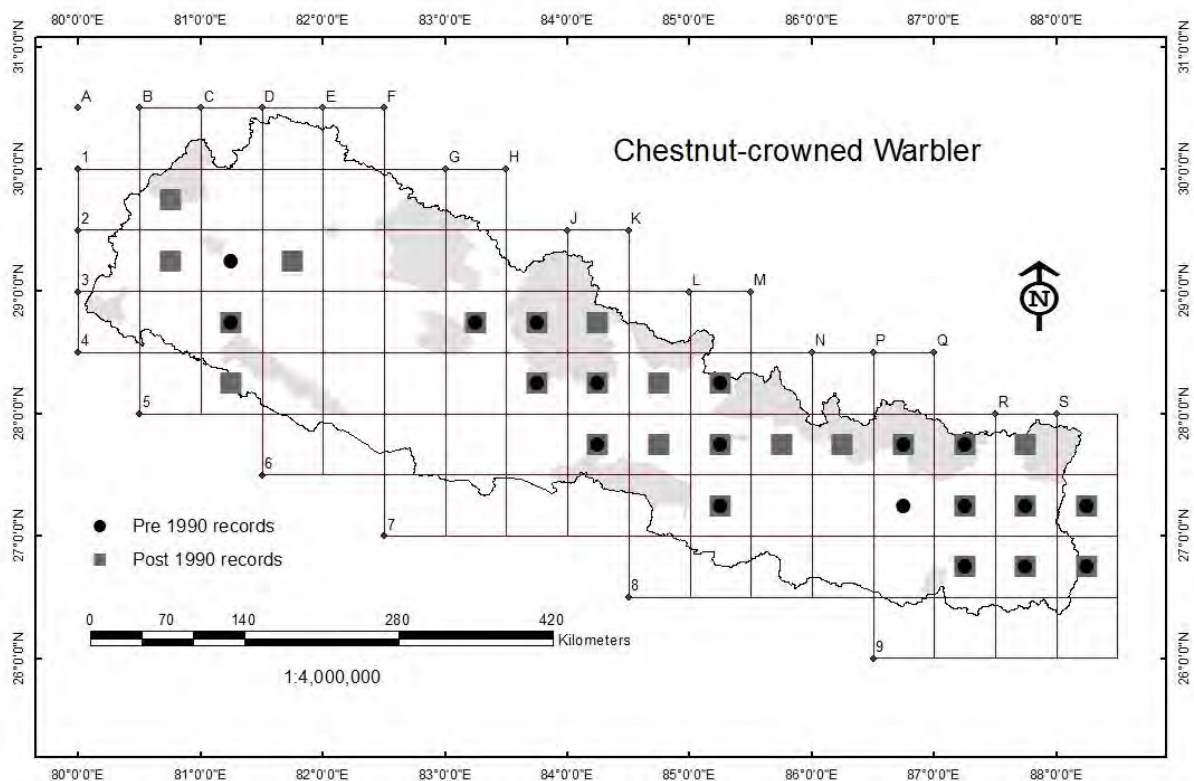 80°0'0"E 81°0'0"E 82°0'0"E 83°0'0"E 84°0'0"E 85°0'0"E 86°0'0"E 87°0'0"E 88°0'0"E
31°0'0"N 31°0'0"N
A B C D E F
Chestnut-crowned Warbler
1 G H
30°0'0"N 30°0'0"N
2 J K
3 L M
29°0'0"N 29°0'0"N
N
4 N P Q
5 R S
28°0'0"N 28°0'0"N
6
Pre 1990 records
7
27°0'0"N 27°0'0"N
Post 1990 records
8
0 70 140 280 420
Kilometers
9
26°0'0"N 26°0'0"N
1:4,000,000
80°0'0"E 81°0'0"E 82°0'0"E 83°0'0"E 84°0'0"E 85°0'0"E 86°0'0"E 87°0'0"E 88°0'0"E